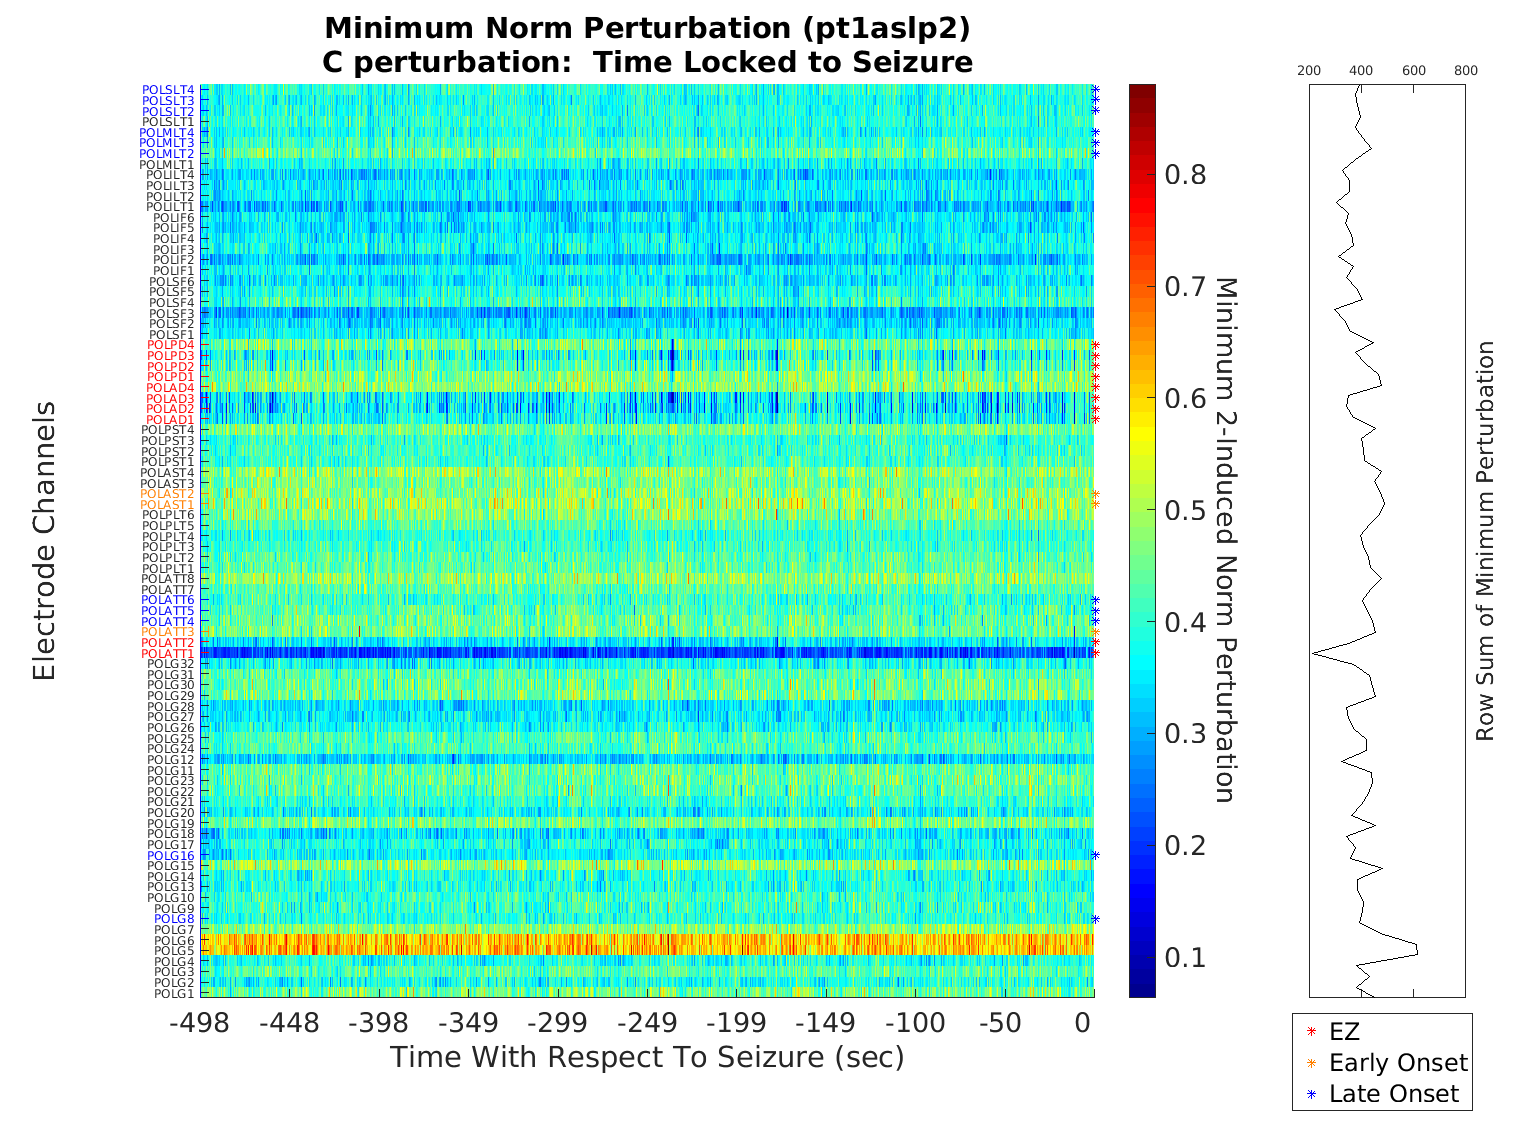 Minimum Norm Perturbation (pt1aslp2)
C perturbation:  Time Locked to Seizure
Electrode Channels
POLSLT4
POLSLT3
POLSLT2
POLSLT1
POLMLT4
POLMLT3
POLMLT2
POLMLT1
POLILT4
POLILT3
POLILT2
POLILT1
POLIF6
POLIF5
POLIF4
POLIF3
POLIF2
POLIF1
POLSF6
POLSF5
POLSF4
POLSF3
POLSF2
POLSF1
POLPD4
POLPD3
POLPD2
POLPD1
POLAD4
POLAD3
POLAD2
POLAD1
POLPST4
POLPST3
POLPST2
POLPST1
POLAST4
POLAST3
POLAST2
POLAST1
POLPLT6
POLPLT5
POLPLT4
POLPLT3
POLPLT2
POLPLT1
POLATT8
POLATT7
POLATT6
POLATT5
POLATT4
POLATT3
POLATT2
POLATT1
POLG32
POLG31
POLG30
POLG29
POLG28
POLG27
POLG26
POLG25
POLG24
POLG12
POLG11
POLG23
POLG22
POLG21
POLG20
POLG19
POLG18
POLG17
POLG16
POLG15
POLG14
POLG13
POLG10
POLG9
POLG8
POLG7
POLG6
POLG5
POLG4
POLG3
POLG2
POLG1
-498 -448 -398 -349 -299 -249 -199 -149 -100 -50 0
Time With Respect To Seizure (sec)
0.8
0.7
0.6
0.5
0.4
0.3
0.2
0.1
Minimum 2-Induced Norm Perturbation
200 400 600 800
Row Sum of Minimum Perturbation
EZ
Early Onset
Late Onset